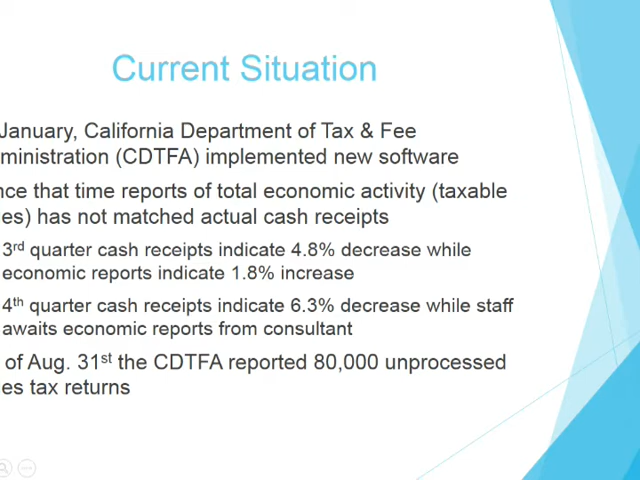 Current Situation
January, California Department of Tax & Fee
ministration (CDTFA) implemented new software
nce that time reports of total economic activity (taxable
es) has not matched actual cash receipts
3rd quarter cash receipts indicate 4.8% decrease while
economic reports indicate 1.8% increase
4th quarter cash receipts indicate 6.3% decrease while staff
awaits economic reports from consultant
of Aug. 31st the CDTFA reported 80,000 unprocessed
es tax returns